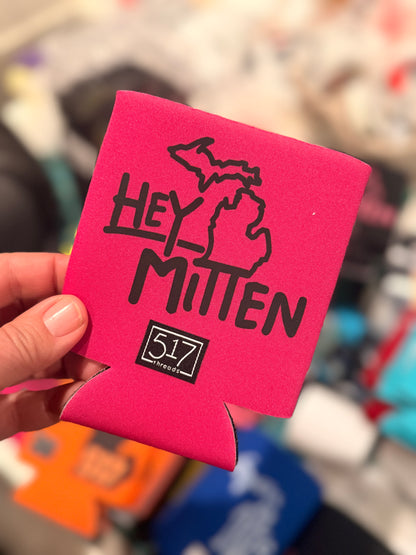 HEY
MITTEN
517
threads